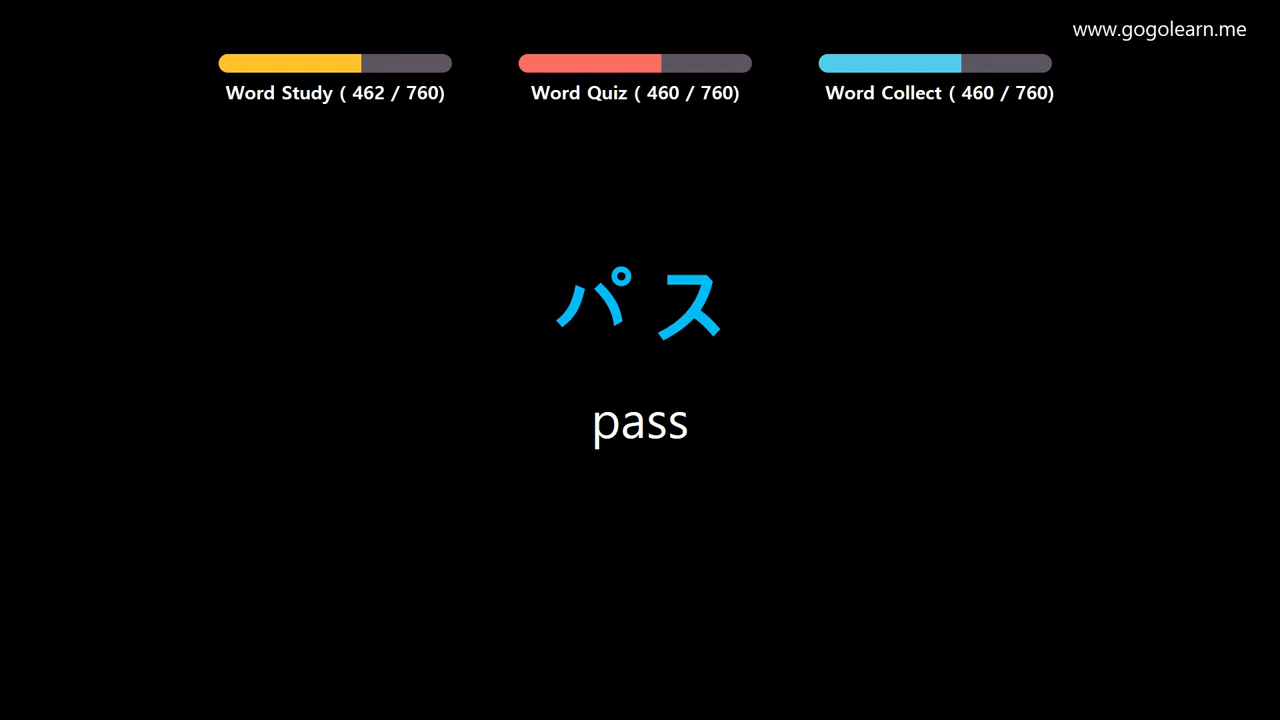 www.gogolearn.me
Word Study ( 462 / 760)
Word Quiz ( 460 / 760)
Word Collect ( 460 / 760)
パス
pass